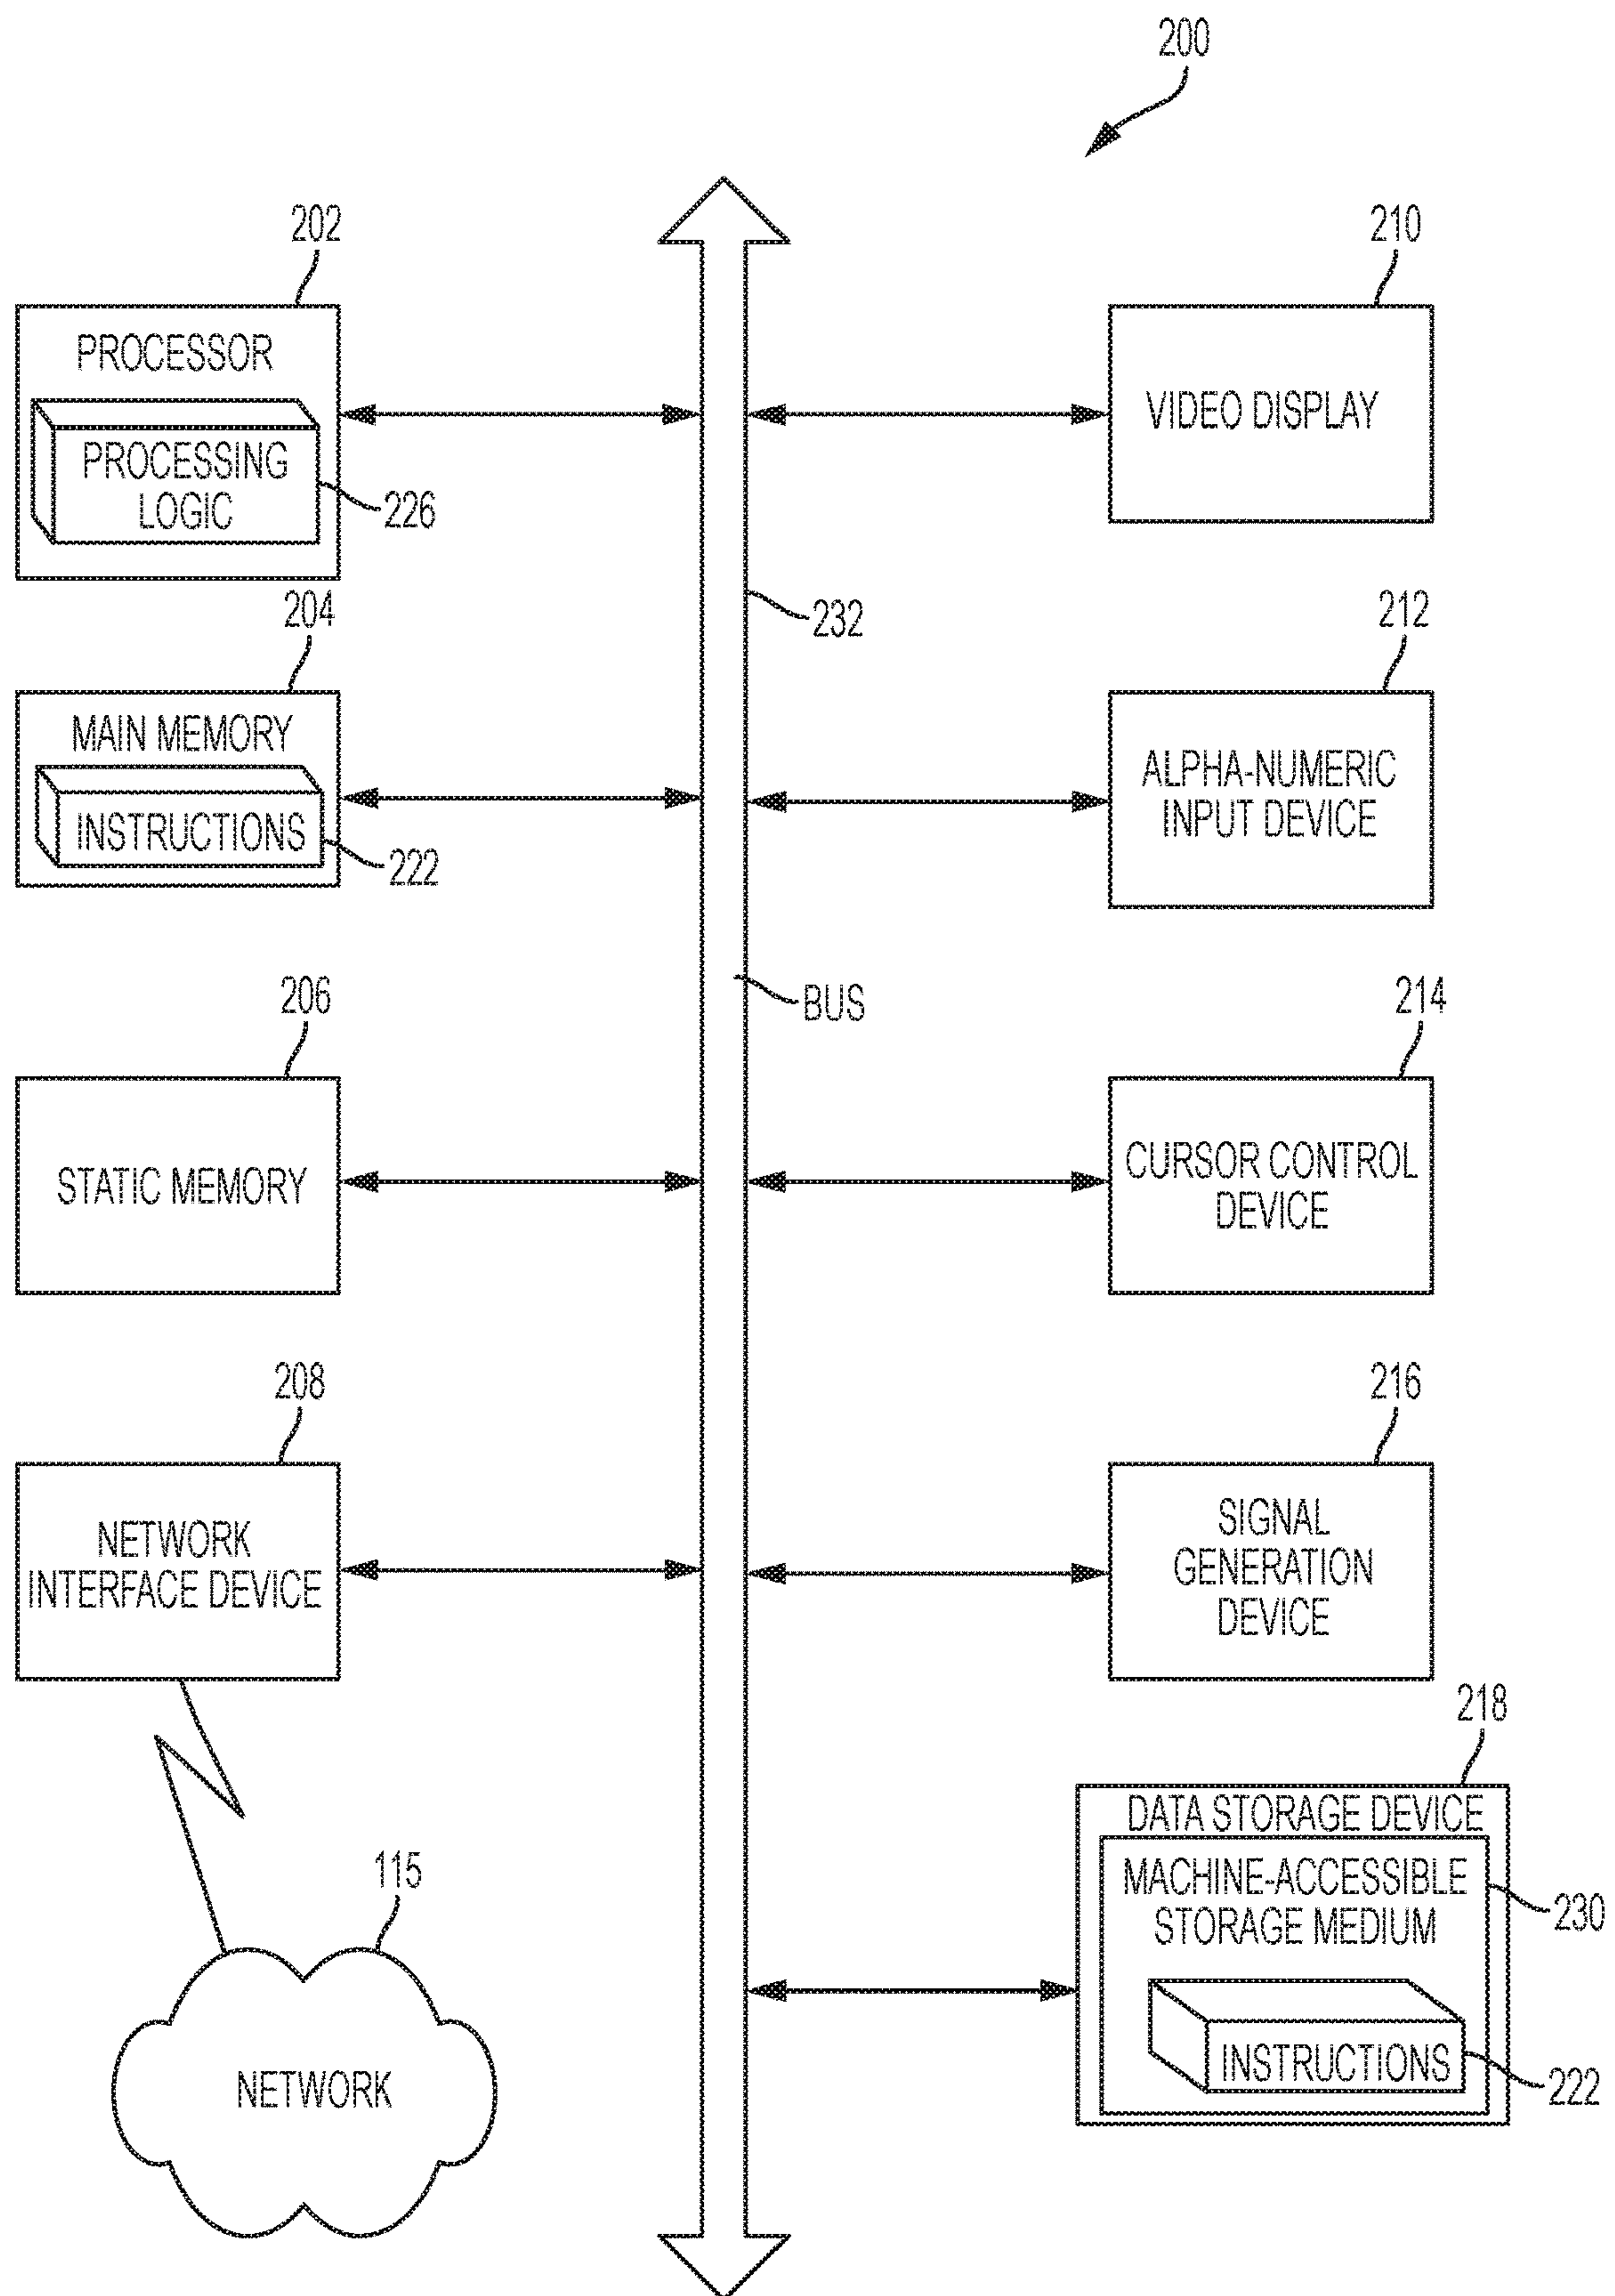 200
202
PROCESSOR
PROCESSING
LOGIC
226
204
MAIN MEMORY
INSTRUCTIONS
222
206
STATIC MEMORY
208
NETWORK
INTERFACE DEVICE
115
NETWORK
232
BUS
210
VIDEO DISPLAY
212
ALPHA-NUMERIC
INPUT DEVICE
214
CURSOR CONTROL
DEVICE
216
SIGNAL
GENERATION
DEVICE
218
DATA STORAGE DEVICE
MACHINE-ACCESSIBLE
STORAGE MEDIUM
230
INSTRUCTIONS
222